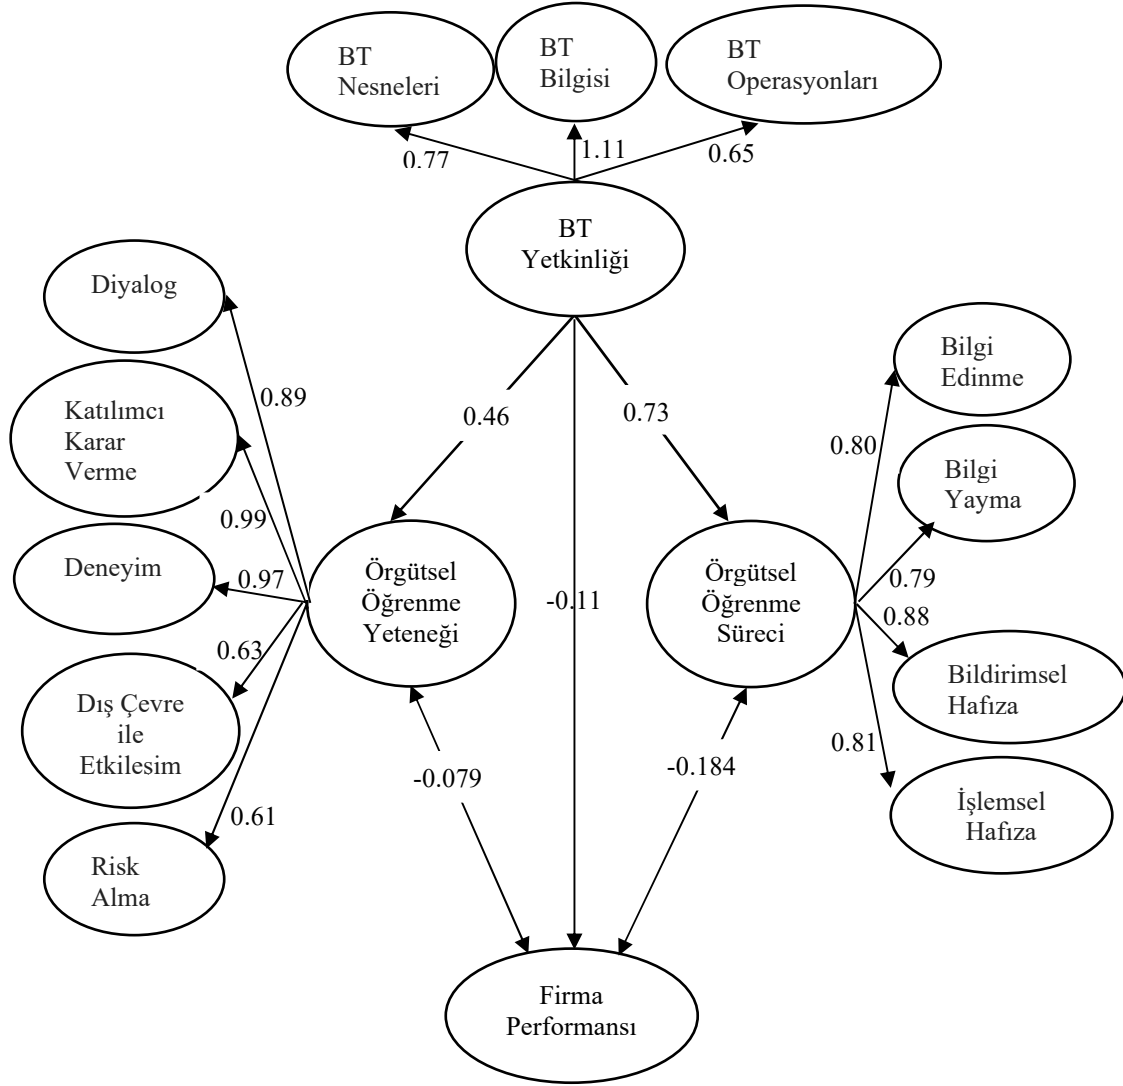 BT
Nesneleri
BT
Bilgisi
BT
Operasyonları
0.77
1.11
0.65
BT
Yetkinliği
Diyalog
Katılımcı
Karar
Verme
Deneyim
Dış Çevre
ile
Etkilesim
Risk
Alma
0.89
0.99
0.97
0.63
0.61
0.46
0.73
-0.11
Örgütsel
Öğrenme
Yeteneği
Örgütsel
Öğrenme
Süreci
0.80
0.79
0.88
0.81
Bilgi
Edinme
Bilgi
Yayma
Bildirimsel
Hafıza
İşlemsel
Hafıza
-0.079
-0.184
Firma
Performansı